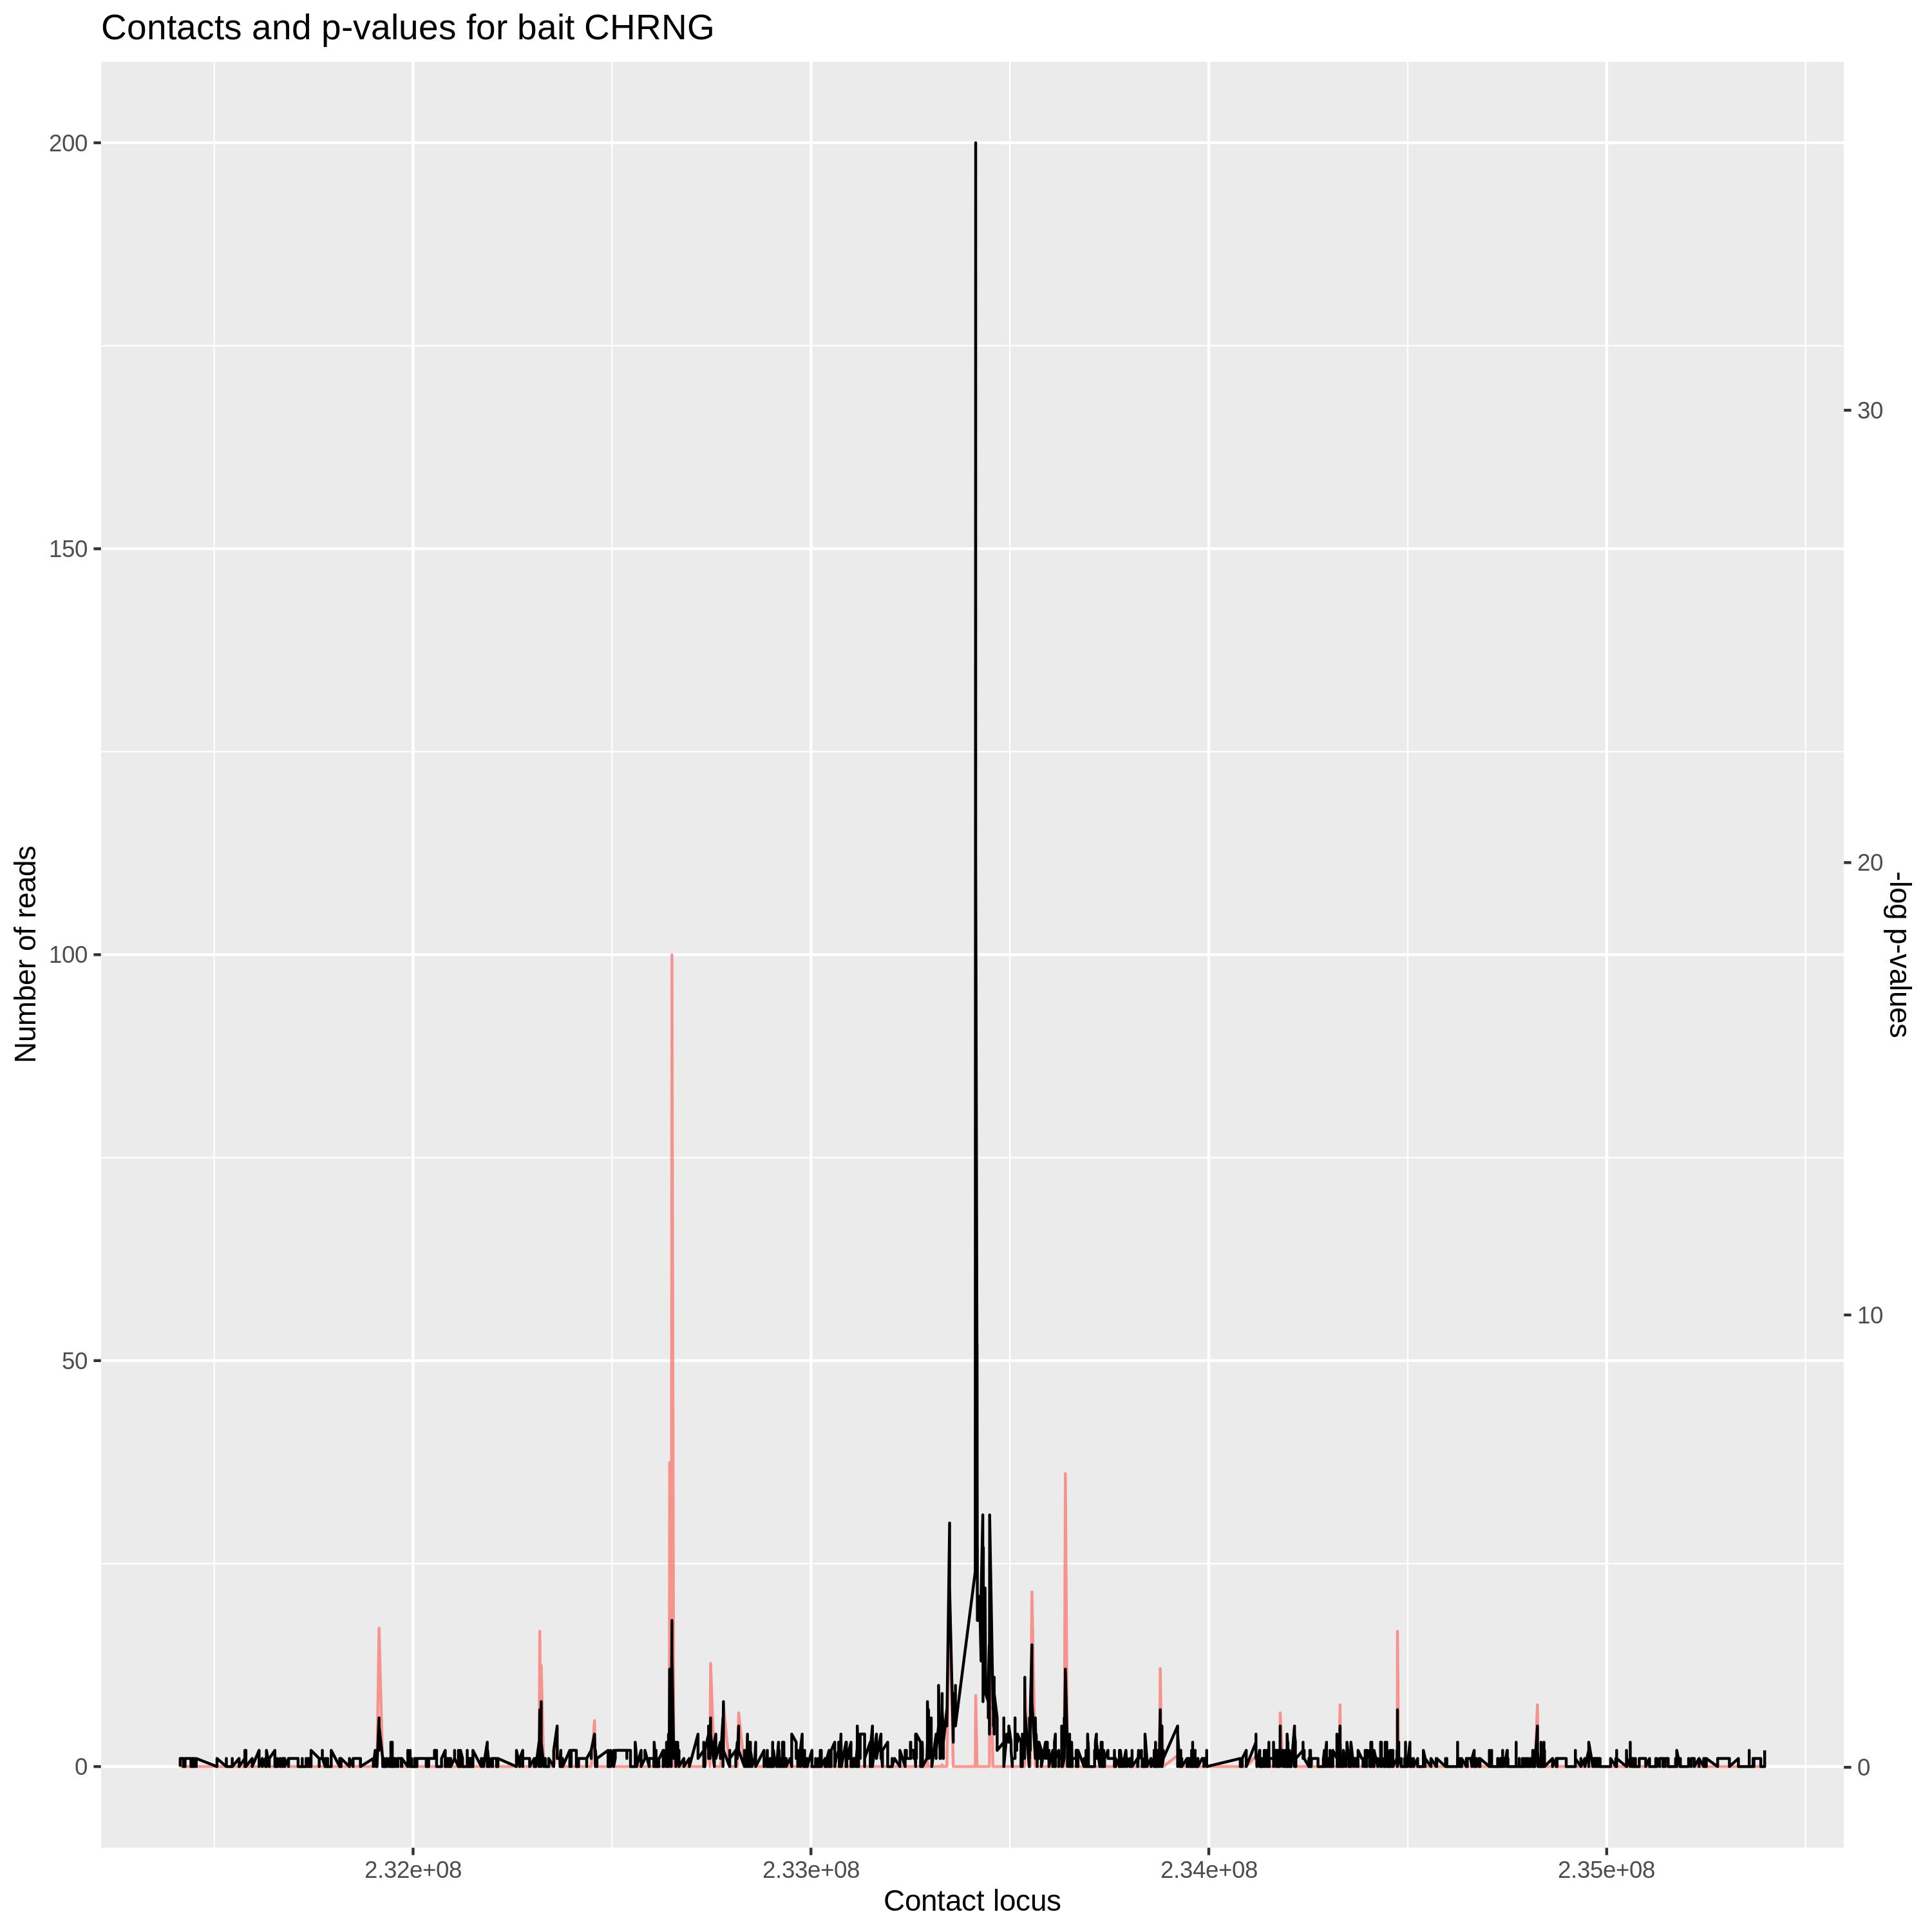 Contacts and p-values for bait CHRNG
200
150
100
50
0
Number of reads
30
20
10
0
-log p-values
2.32e+08
2.33e+08
2.34e+08
2.35e+08
Contact locus